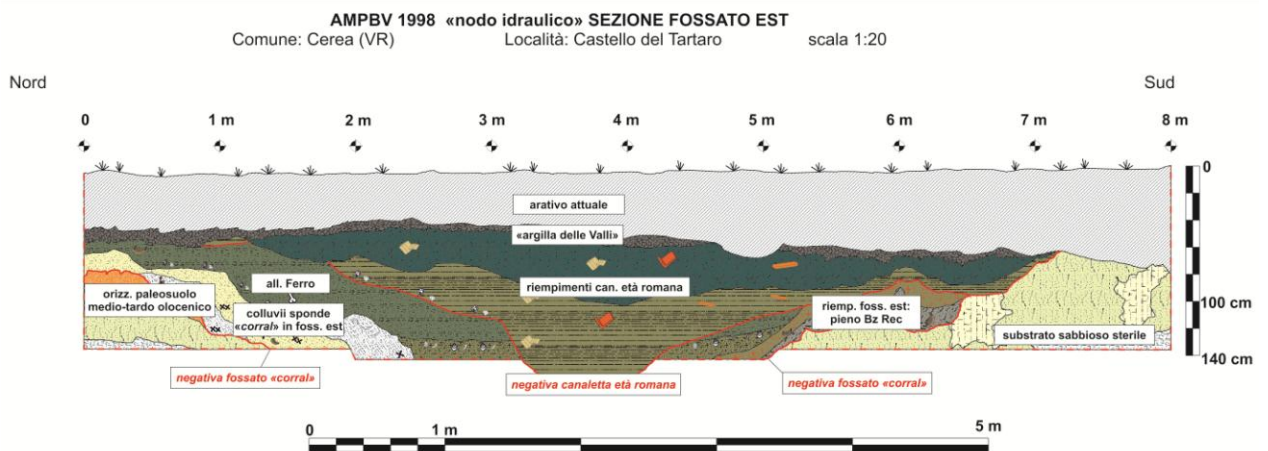 AMPBV 1998 «nodo idraulico» SEZIONE FOSSATO EST
Comune: Cerea (VR) Località: Castello del Tartaro scala 1:20
Nord Sud
0 1 m 2 m 3 m 4 m 5 m 6 m 7 m 8 m
0
arativo attuale
«argilla delle Valli»
all. Ferro
riempimenti can. età romana
orizz. paleosuolo
medio-tardo olocenico
colluvii sponde
«corral» in foss. est
riemp. foss. est:
pieno Bz Rec
100 cm
substrato sabbioso sterile
140 cm
negativa fossato «corral»
negativa canaletta età romana
negativa fossato «corral»
0 1 m 5 m